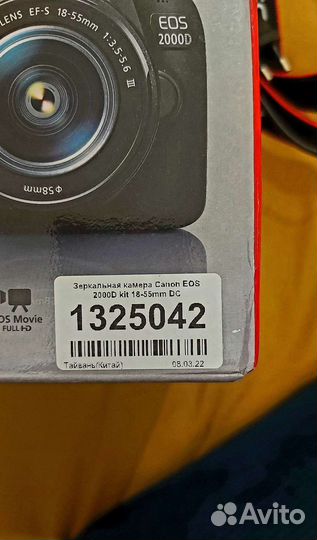 LENS EF-S 18-55mm 1:3.5-5.6 III
EOS
2000D
Φ58mm
OS Movie
FULL HD
Зеркальная камера Canon EOS
2000D kit 18-55mm DC
1325042
Тайвань(Китай) 08.03.22
Avito